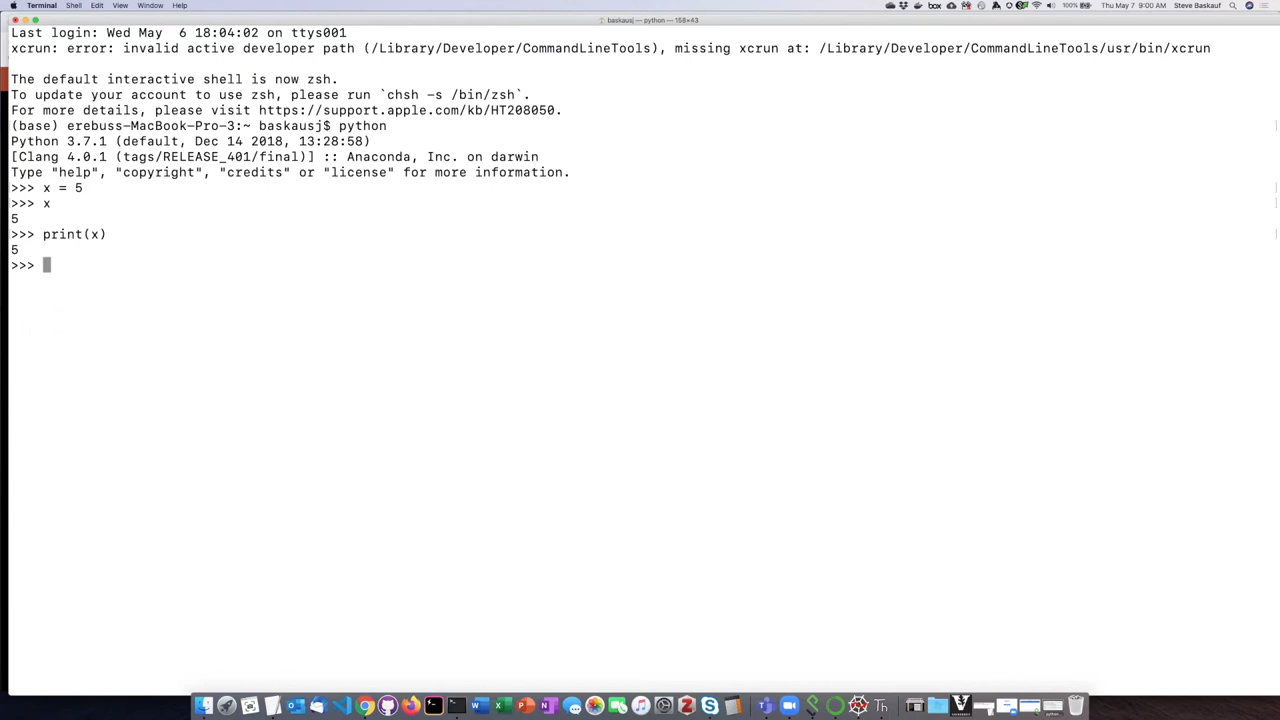 Terminal Shell Edit View Window Help
100% Thu May 7 9:00 AM Steve Baskauf
baskausj — python — 158×43
Last login: Wed May  6 18:04:02 on ttys001
xcrun: error: invalid active developer path (/Library/Developer/CommandLineTools), missing xcrun at: /Library/Developer/CommandLineTools/usr/bin/xcrun
The default interactive shell is now zsh.
To update your account to use zsh, please run `chsh -s /bin/zsh`.
For more details, please visit https://support.apple.com/kb/HT208050.
(base) erebuss-MacBook-Pro-3:~ baskausj$ python
Python 3.7.1 (default, Dec 14 2018, 13:28:58)
[Clang 4.0.1 (tags/RELEASE_401/final)] :: Anaconda, Inc. on darwin
Type "help", "copyright", "credits" or "license" for more information.
>>> x = 5
>>> x
5
>>> print(x)
5
>>>